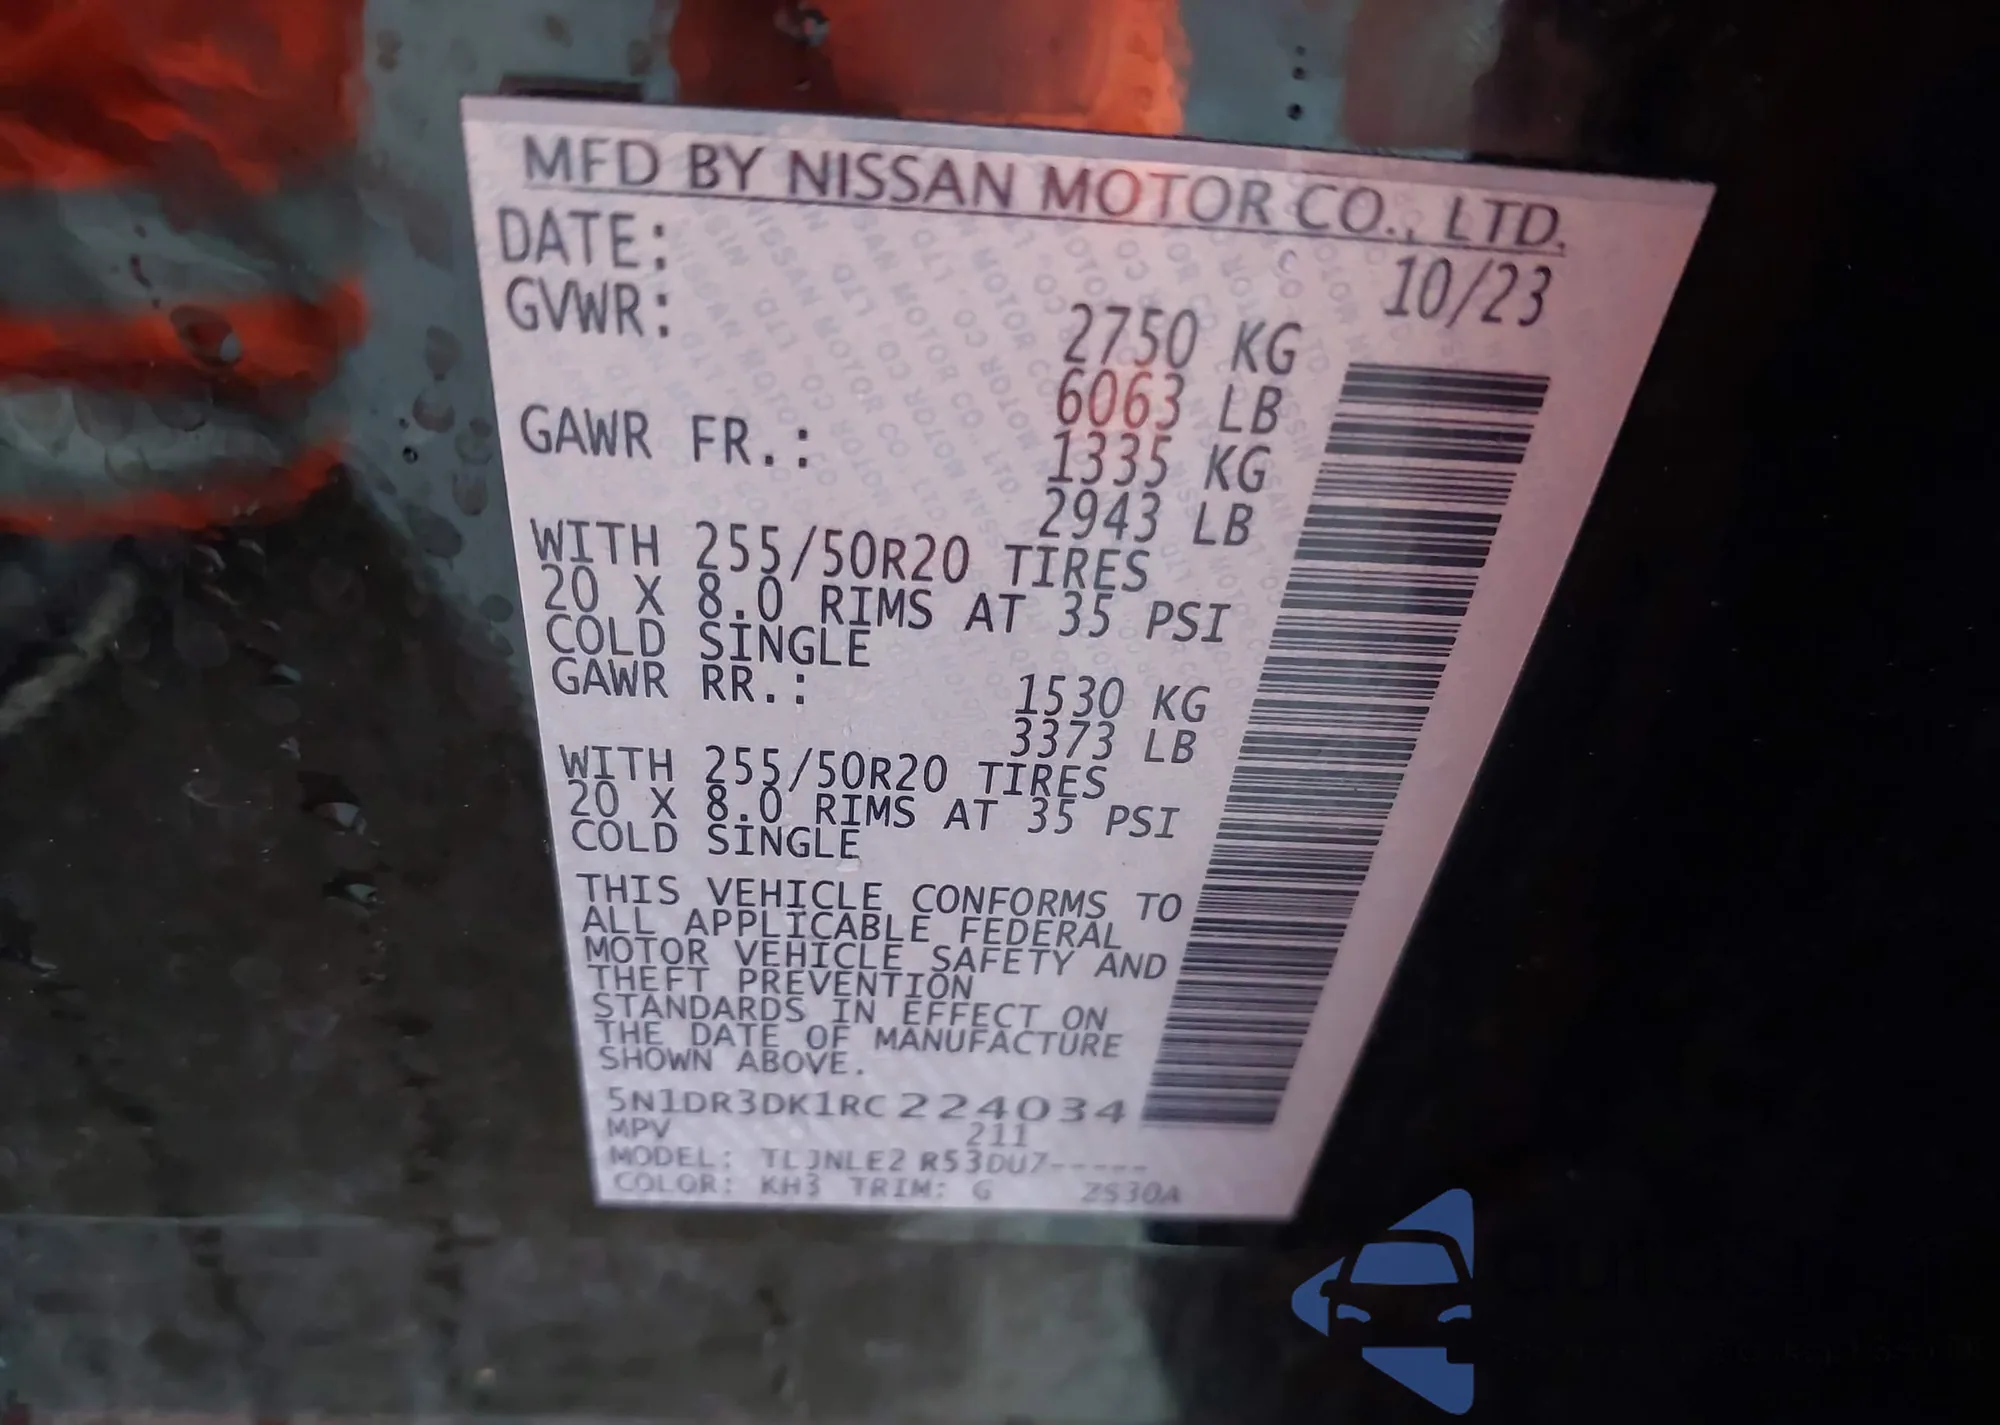 MFD BY NISSAN MOTOR CO., LTD.
DATE: 10/23
GVWR: 2750 KG
6063 LB
GAWR FR.: 1335 KG
2943 LB
WITH 255/50R20 TIRES
20 X 8.0 RIMS AT 35 PSI
COLD SINGLE
GAWR RR.: 1530 KG
3373 LB
WITH 255/50R20 TIRES
20 X 8.0 RIMS AT 35 PSI
COLD SINGLE
THIS VEHICLE CONFORMS TO
ALL APPLICABLE FEDERAL
MOTOR VEHICLE SAFETY AND
THEFT PREVENTION
STANDARDS IN EFFECT ON
THE DATE OF MANUFACTURE
SHOWN ABOVE.
5N1DR3DK1RC224034
MPV 211
MODEL: TLJNLE2 R53DU7-----
COLOR: KH3 TRIM: G ZS30A